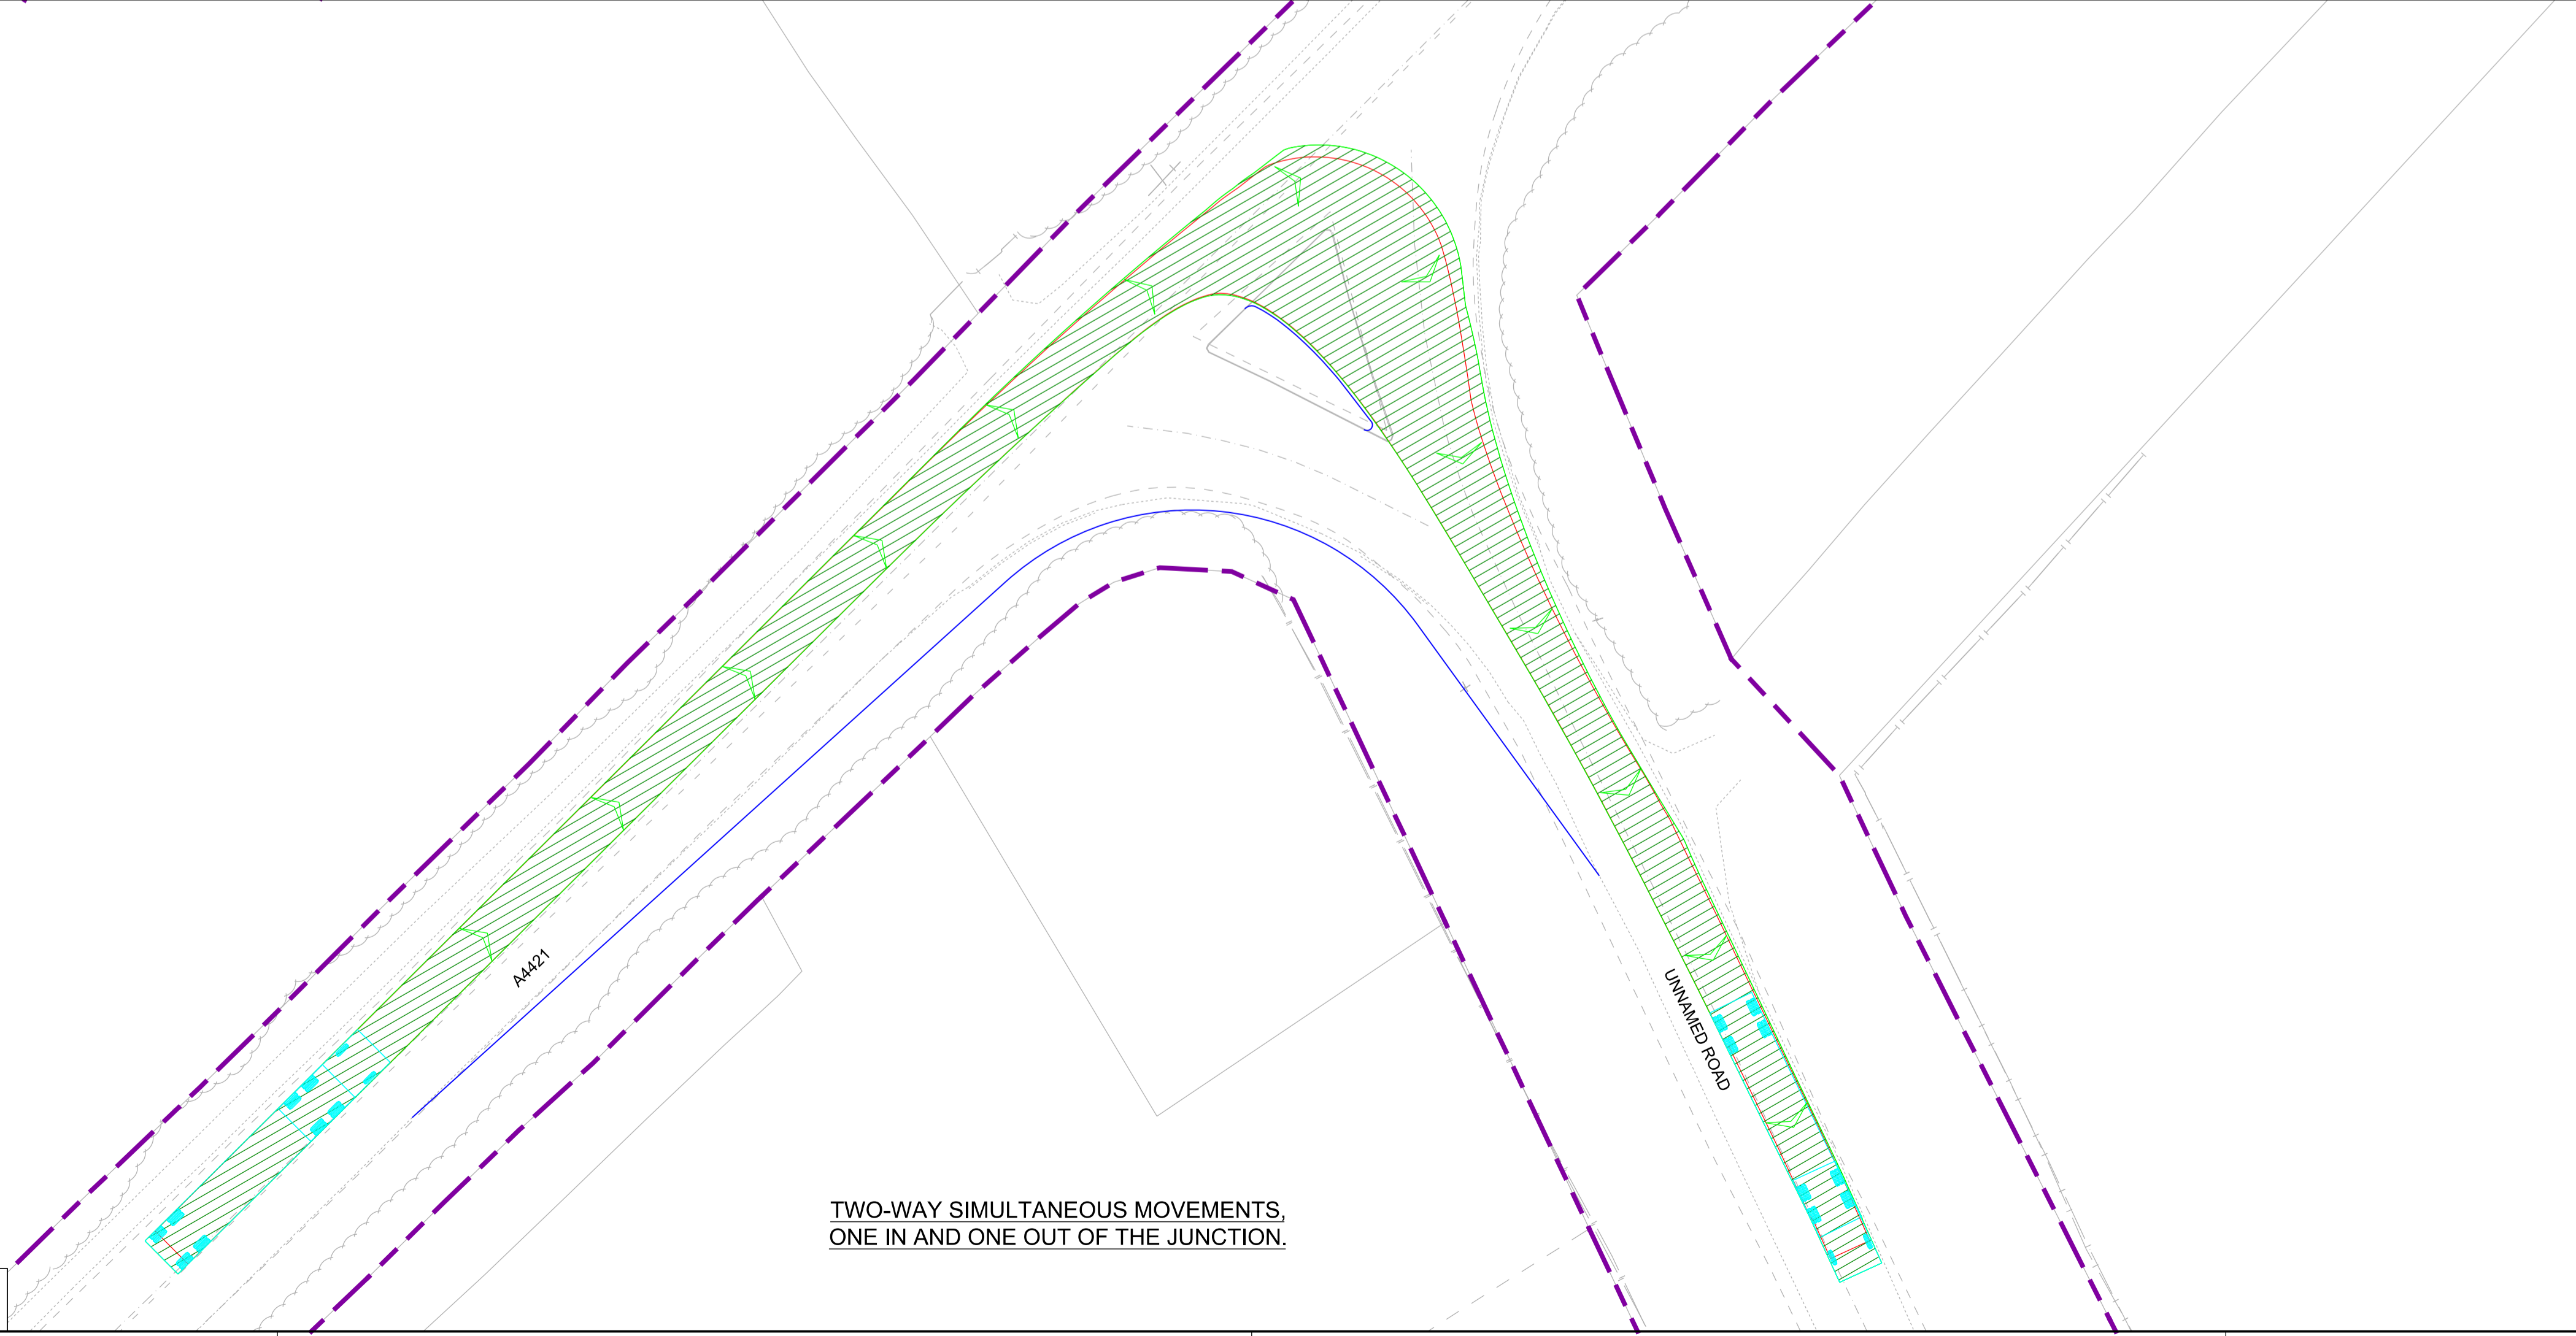 A4421
UNNAMED ROAD
TWO-WAY SIMULTANEOUS MOVEMENTS,
ONE IN AND ONE OUT OF THE JUNCTION.